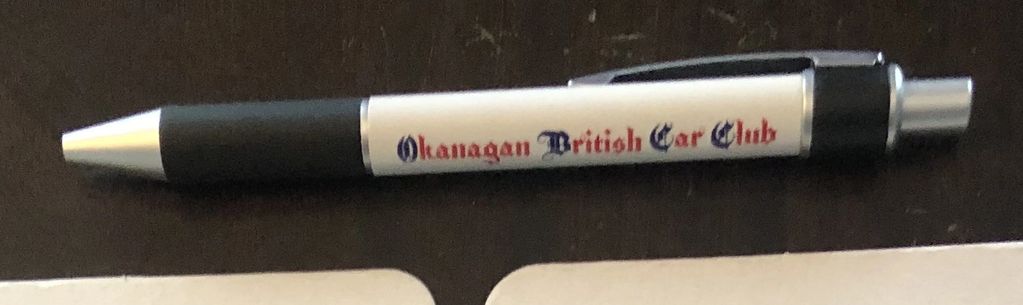 Okanagan British Car Club